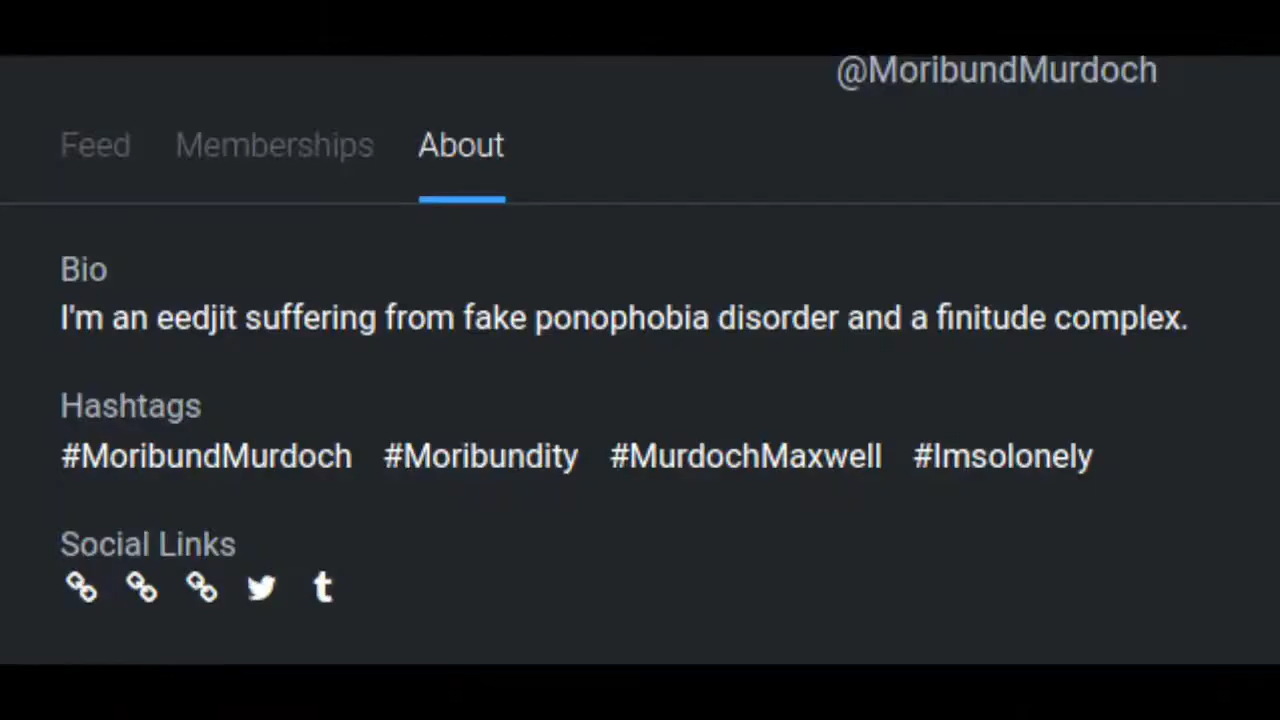 @MoribundMurdoch
Feed Memberships About
Bio
I'm an eedjit suffering from fake ponophobia disorder and a finitude complex.
Hashtags
#MoribundMurdoch #Moribundity #MurdochMaxwell #Imsolonely
Social Links